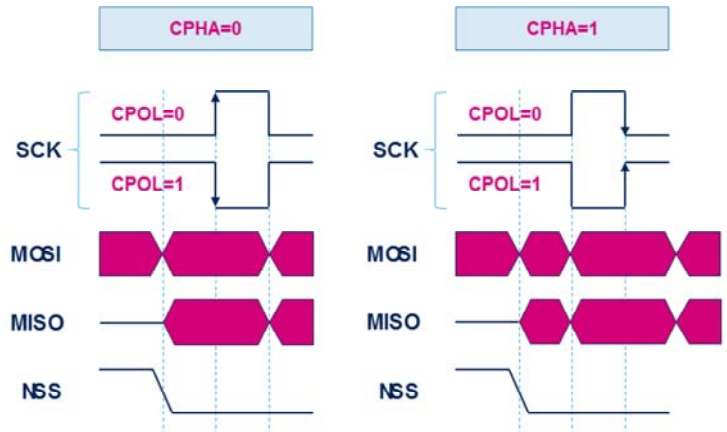 CPHA=0
CPOL=0
SCK
CPOL=1
MOSI
MISO
NSS
CPHA=1
CPOL=0
SCK
CPOL=1
MOSI
MISO
NSS